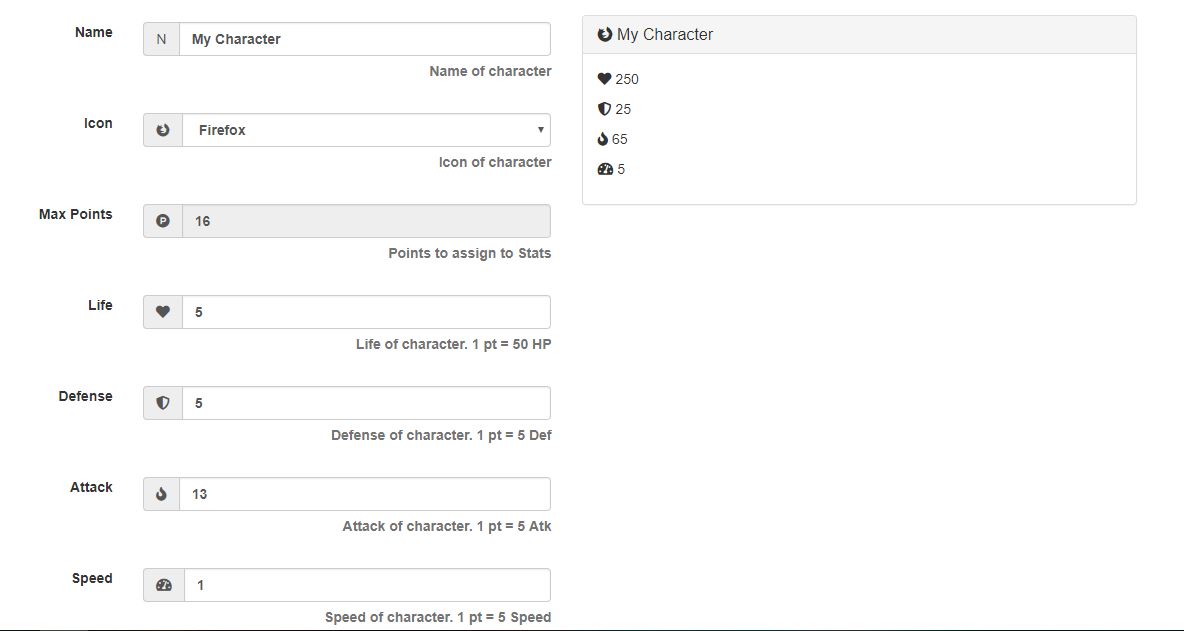 Name
N
My Character
Name of character
Icon
Firefox
Icon of character
Max Points
P
16
Points to assign to Stats
Life
5
Life of character. 1 pt = 50 HP
Defense
5
Defense of character. 1 pt = 5 Def
Attack
13
Attack of character. 1 pt = 5 Atk
Speed
1
Speed of character. 1 pt = 5 Speed
My Character
250
25
65
5